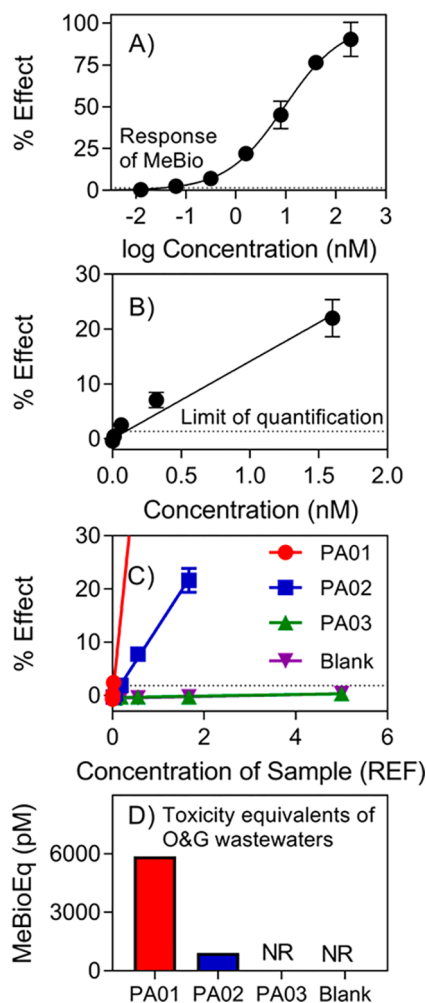 A)
100
75
50
25
0
% Effect
Response
of MeBio
-2 -1 0 1 2 3
log Concentration (nM)
B)
30
20
10
0
% Effect
Limit of quantification
0.0 0.5 1.0 1.5 2.0
Concentration (nM)
C)
30
20
10
0
% Effect
PA01
PA02
PA03
Blank
0 2 4 6
Concentration of Sample (REF)
D) Toxicity equivalents of
O&G wastewaters
6000
3000
0
MeBioEq (pM)
NR NR
PA01 PA02 PA03 Blank